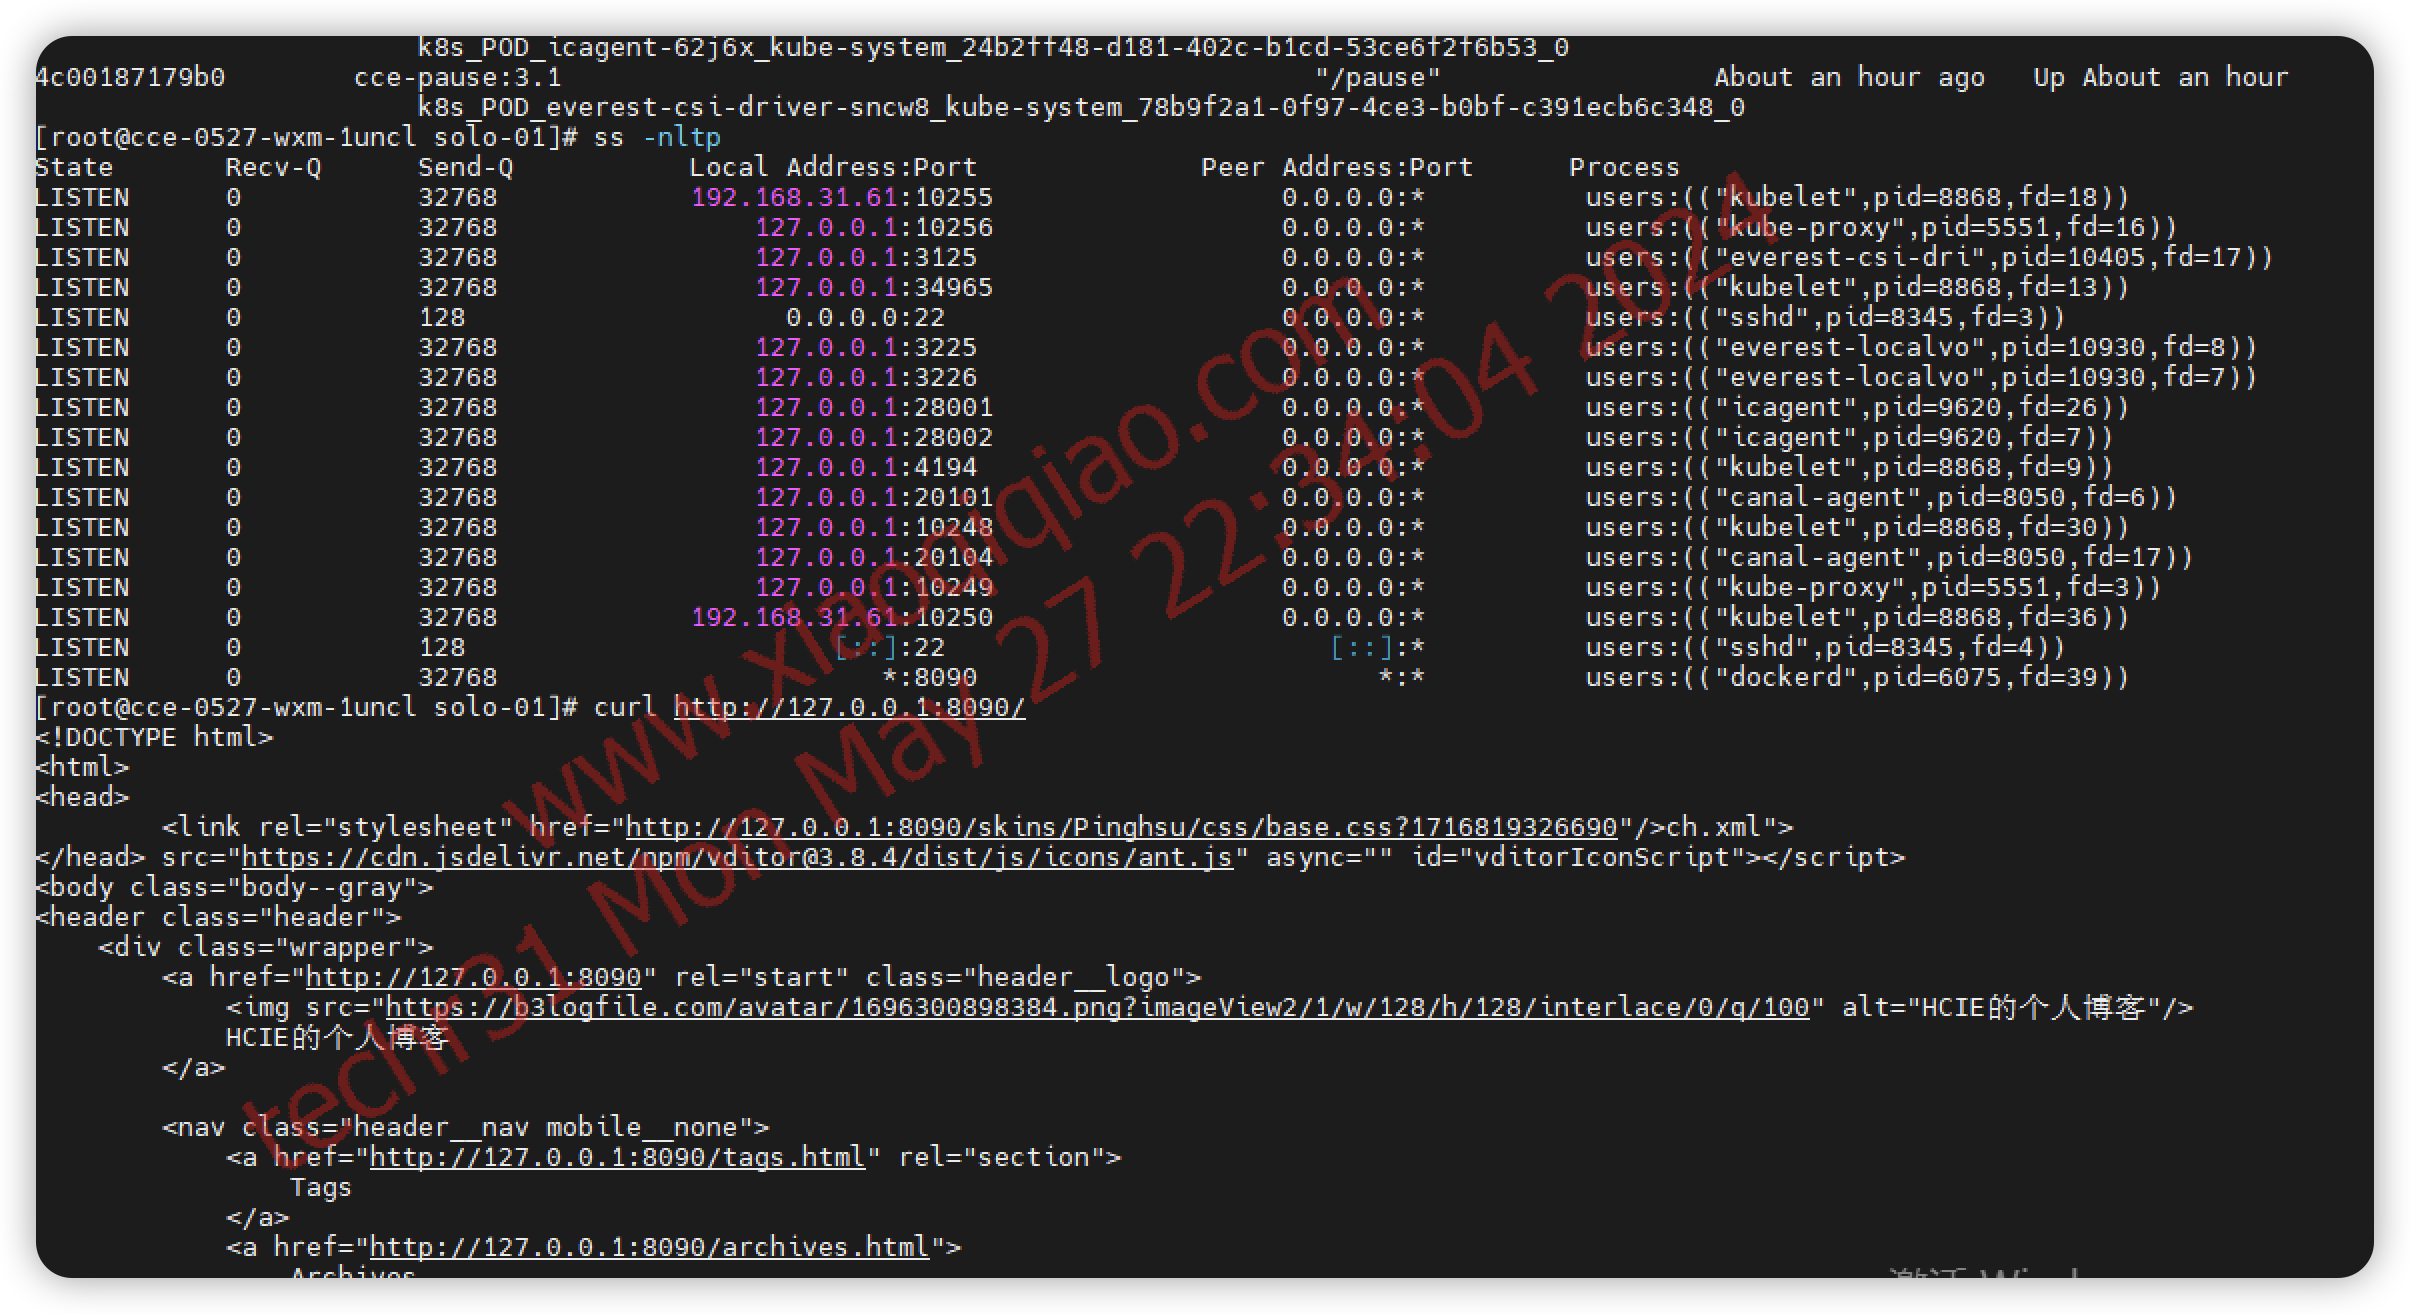 k8s_POD_icagent-62j6x_kube-system_24b2ff48-d181-402c-b1cd-53ce6f2f6b53_0
4c00187179b0 cce-pause:3.1 "/pause" About an hour ago Up About an hour
k8s_POD_everest-csi-driver-sncw8_kube-system_78b9f2a1-0f97-4ce3-b0bf-c391ecb6c348_0
[root@cce-0527-wxm-1uncl solo-01]# ss -nltp
State Recv-Q Send-Q Local Address:Port Peer Address:Port Process
LISTEN 0 32768 192.168.31.61:10255 0.0.0.0:* users:(("kubelet",pid=8868,fd=18))
LISTEN 0 32768 127.0.0.1:10256 0.0.0.0:* users:(("kube-proxy",pid=5551,fd=16))
LISTEN 0 32768 127.0.0.1:3125 0.0.0.0:* users:(("everest-csi-dri",pid=10405,fd=17))
LISTEN 0 32768 127.0.0.1:34965 0.0.0.0:* users:(("kubelet",pid=8868,fd=13))
LISTEN 0 128 0.0.0.0:22 0.0.0.0:* users:(("sshd",pid=8345,fd=3))
LISTEN 0 32768 127.0.0.1:3225 0.0.0.0:* users:(("everest-localvo",pid=10930,fd=8))
LISTEN 0 32768 127.0.0.1:3226 0.0.0.0:* users:(("everest-localvo",pid=10930,fd=7))
LISTEN 0 32768 127.0.0.1:28001 0.0.0.0:* users:(("icagent",pid=9620,fd=26))
LISTEN 0 32768 127.0.0.1:28002 0.0.0.0:* users:(("icagent",pid=9620,fd=7))
LISTEN 0 32768 127.0.0.1:4194 0.0.0.0:* users:(("kubelet",pid=8868,fd=9))
LISTEN 0 32768 127.0.0.1:20101 0.0.0.0:* users:(("canal-agent",pid=8050,fd=6))
LISTEN 0 32768 127.0.0.1:10248 0.0.0.0:* users:(("kubelet",pid=8868,fd=30))
LISTEN 0 32768 127.0.0.1:20104 0.0.0.0:* users:(("canal-agent",pid=8050,fd=17))
LISTEN 0 32768 127.0.0.1:10249 0.0.0.0:* users:(("kube-proxy",pid=5551,fd=3))
LISTEN 0 32768 192.168.31.61:10250 0.0.0.0:* users:(("kubelet",pid=8868,fd=36))
LISTEN 0 128 [::]:22 [::]:* users:(("sshd",pid=8345,fd=4))
LISTEN 0 32768 *:8090 *:* users:(("dockerd",pid=6075,fd=39))
[root@cce-0527-wxm-1uncl solo-01]# curl http://127.0.0.1:8090/
<!DOCTYPE html>
<html>
<head>
<link rel="stylesheet" href="http://127.0.0.1:8090/skins/Pinghsu/css/base.css?1716819326690"/>ch.xml">
</head> src="https://cdn.jsdelivr.net/npm/vditor@3.8.4/dist/js/icons/ant.js" async="" id="vditorIconScript"></script>
<body class="body--gray">
<header class="header">
<div class="wrapper">
<a href="http://127.0.0.1:8090" rel="start" class="header__logo">
<img src="https://b3logfile.com/avatar/1696300898384.png?imageView2/1/w/128/h/128/interlace/0/q/100" alt="HCIE的个人博客"/>
HCIE的个人博客
</a>
<nav class="header__nav mobile__none">
<a href="http://127.0.0.1:8090/tags.html" rel="section">
Tags
</a>
<a href="http://127.0.0.1:8090/archives.html">
Archives
www.xiaoqiqiao.com
techr31 Mon May 27 22:34:04 2024